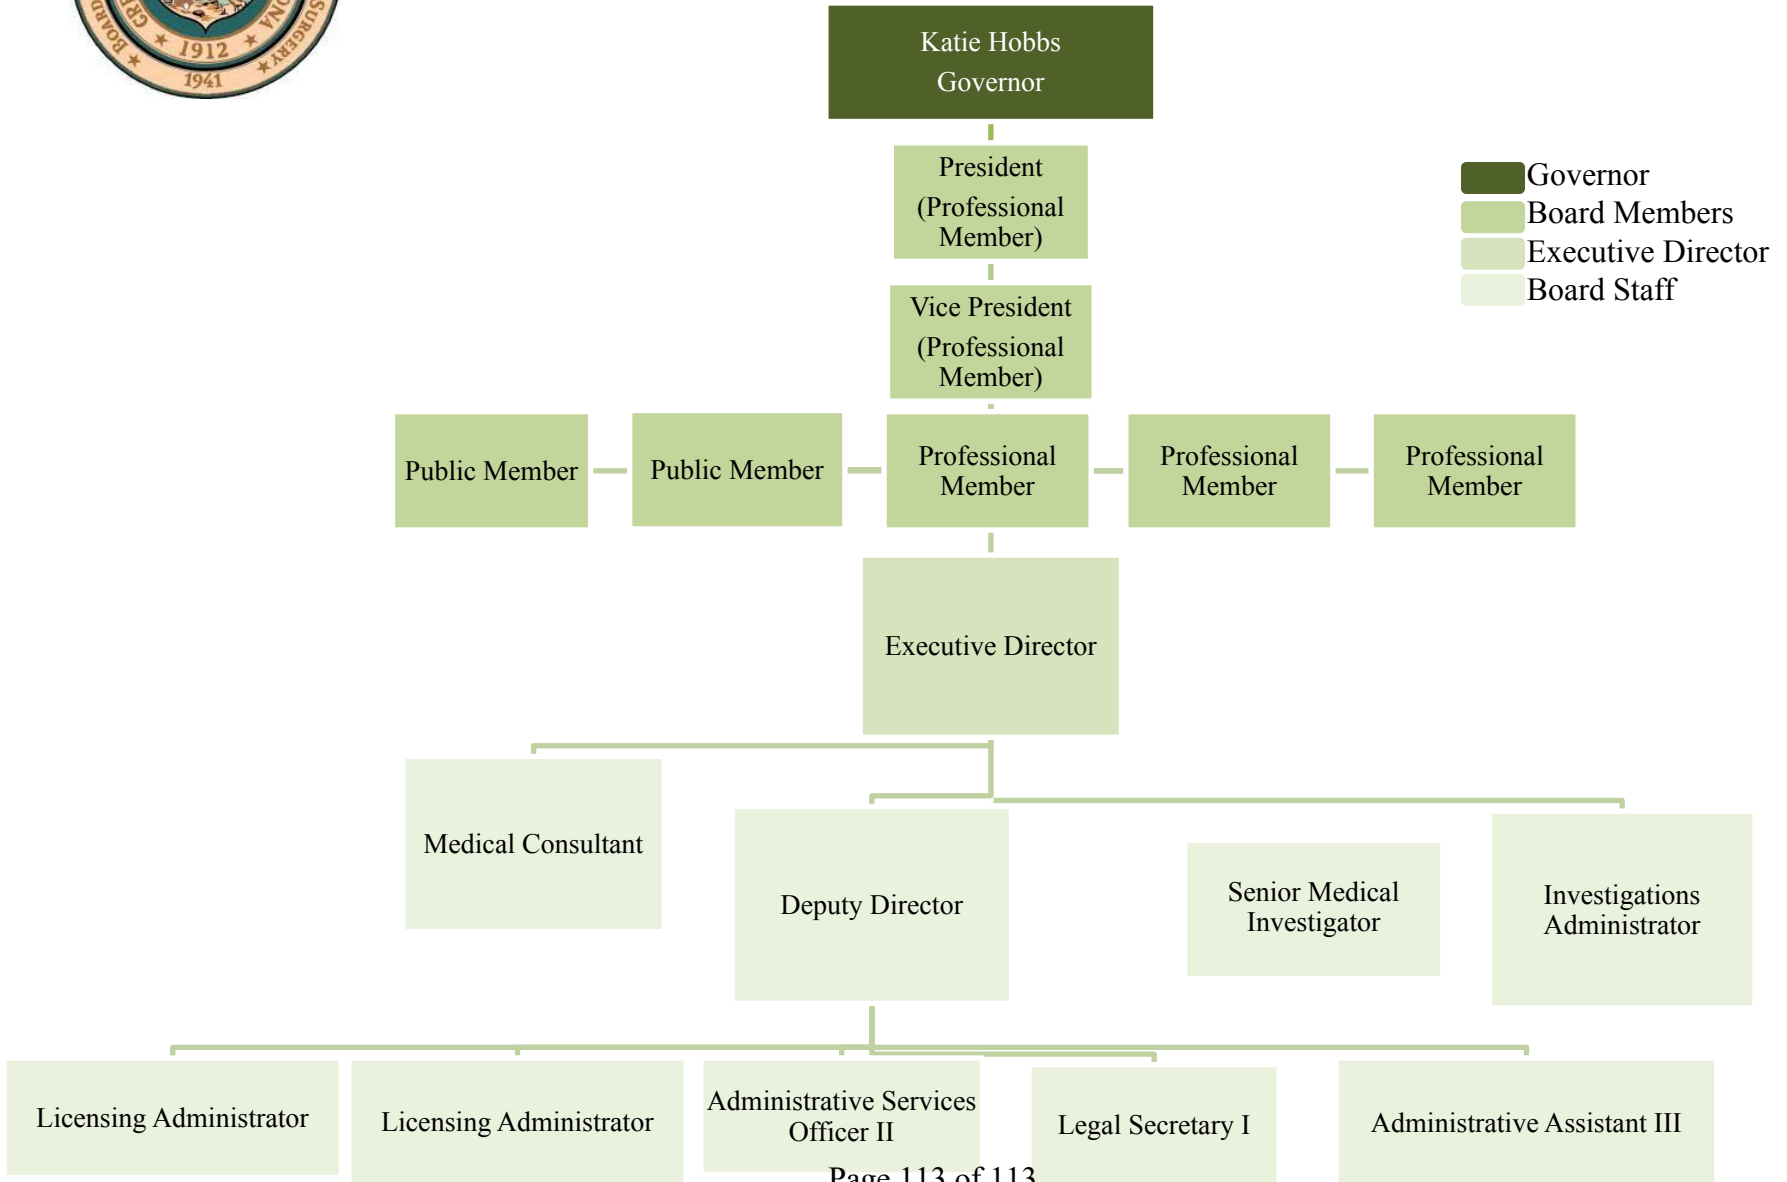 BOARD
SURGERY
1912
1941
Katie Hobbs
Governor
President
(Professional
Member)
Governor
Board Members
Executive Director
Board Staff
Vice President
(Professional
Member)
Public Member
Public Member
Professional
Member
Professional
Member
Professional
Member
Executive Director
Medical Consultant
Deputy Director
Senior Medical
Investigator
Investigations
Administrator
Licensing Administrator
Licensing Administrator
Administrative Services
Officer II
Legal Secretary I
Administrative Assistant III
Page 113 of 113